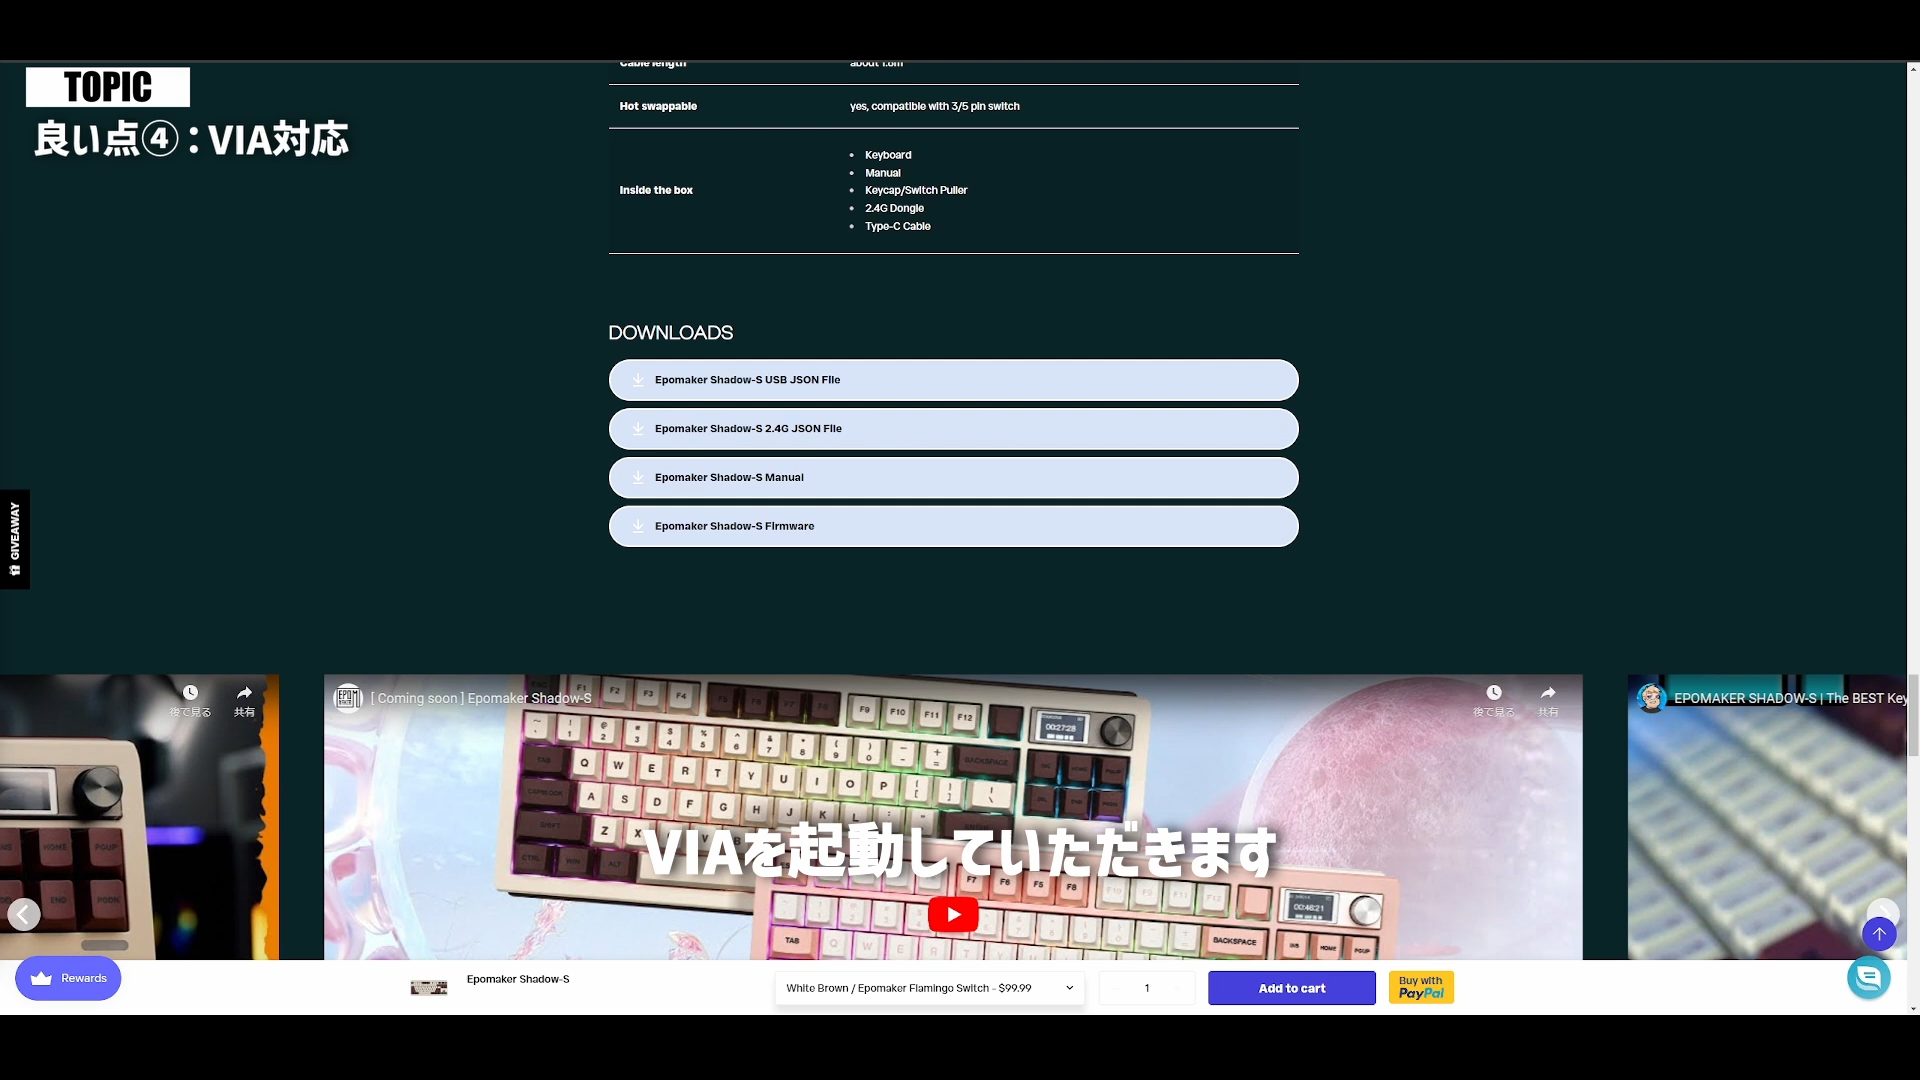 TOPIC
良い点④：VIA対応
Cable length about 1.8m
Hot swappable yes, compatible with 3/5 pin switch
Inside the box
Keyboard
Manual
Keycap/Switch Puller
2.4G Dongle
Type-C Cable
DOWNLOADS
Epomaker Shadow-S USB JSON File
Epomaker Shadow-S 2.4G JSON File
Epomaker Shadow-S Manual
Epomaker Shadow-S Firmware
GIVEAWAY
後で見る 共有
[ Coming soon ] Epomaker Shadow-S
後で見る 共有
EPOMAKER SHADOW-S | The BEST Key
VIAを起動していただきます
Rewards
Epomaker Shadow-S
White Brown / Epomaker Flamingo Switch - $99.99
1
Add to cart
Buy with
PayPal